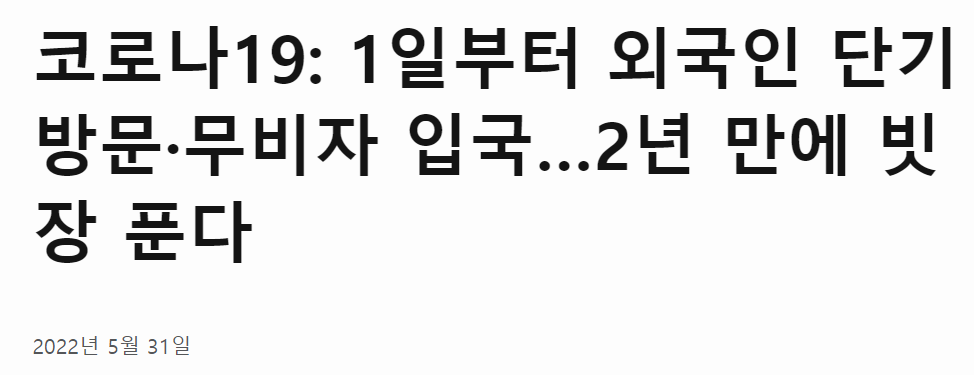 코로나19: 1일부터 외국인 단기
방문·무비자 입국...2년 만에 빗
장 푼다
2022년 5월 31일